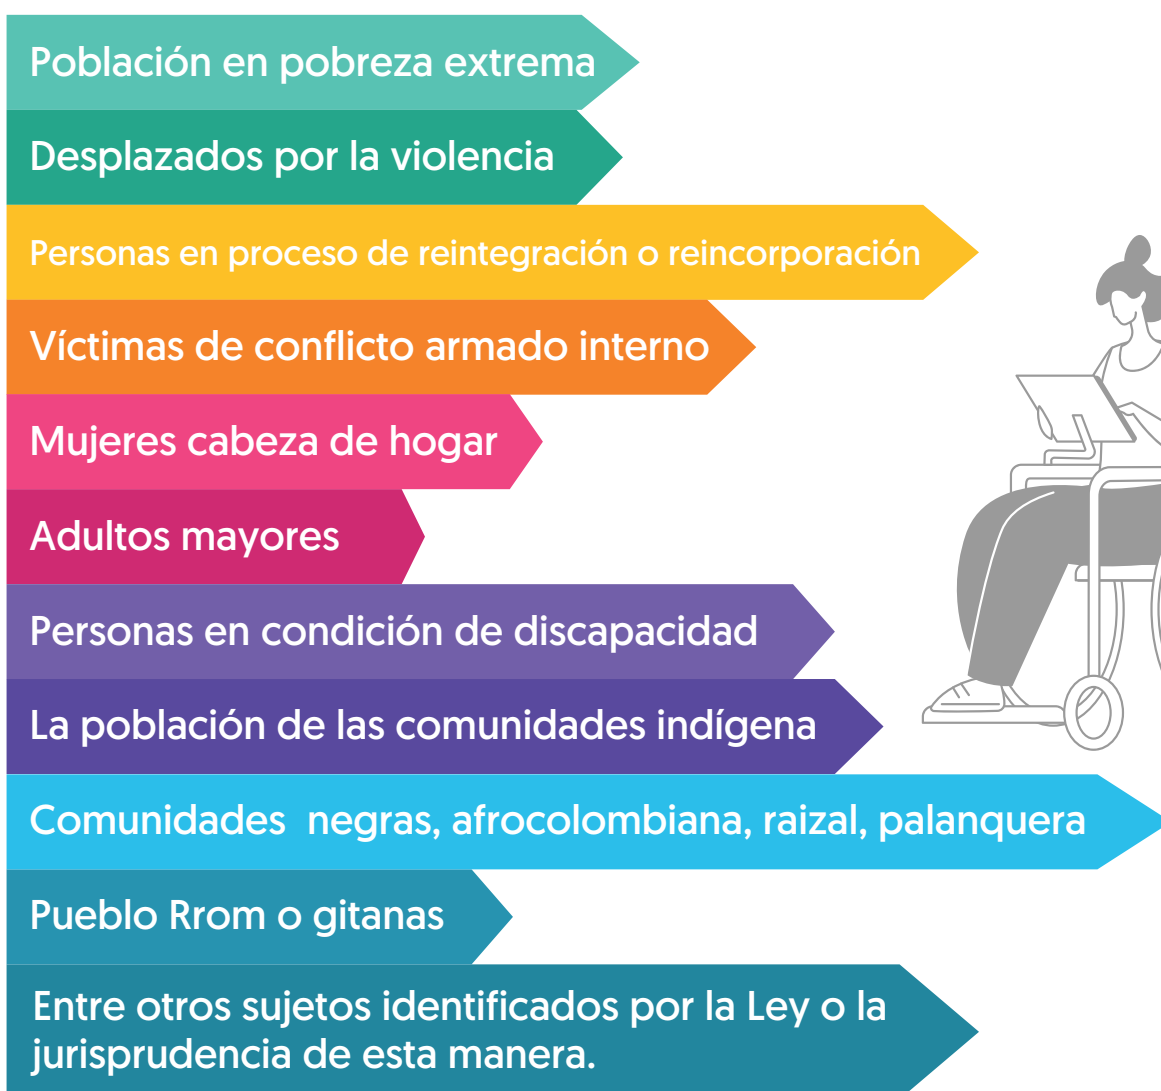 Población en pobreza extrema
Desplazados por la violencia
Personas en proceso de reintegración o reincorporación
Víctimas de conflicto armado interno
Mujeres cabeza de hogar
Adultos mayores
Personas en condición de discapacidad
La población de las comunidades indígena
Comunidades  negras, afrocolombiana, raizal, palanquera
Pueblo Rrom o gitanas
Entre otros sujetos identificados por la Ley o la
jurisprudencia de esta manera.